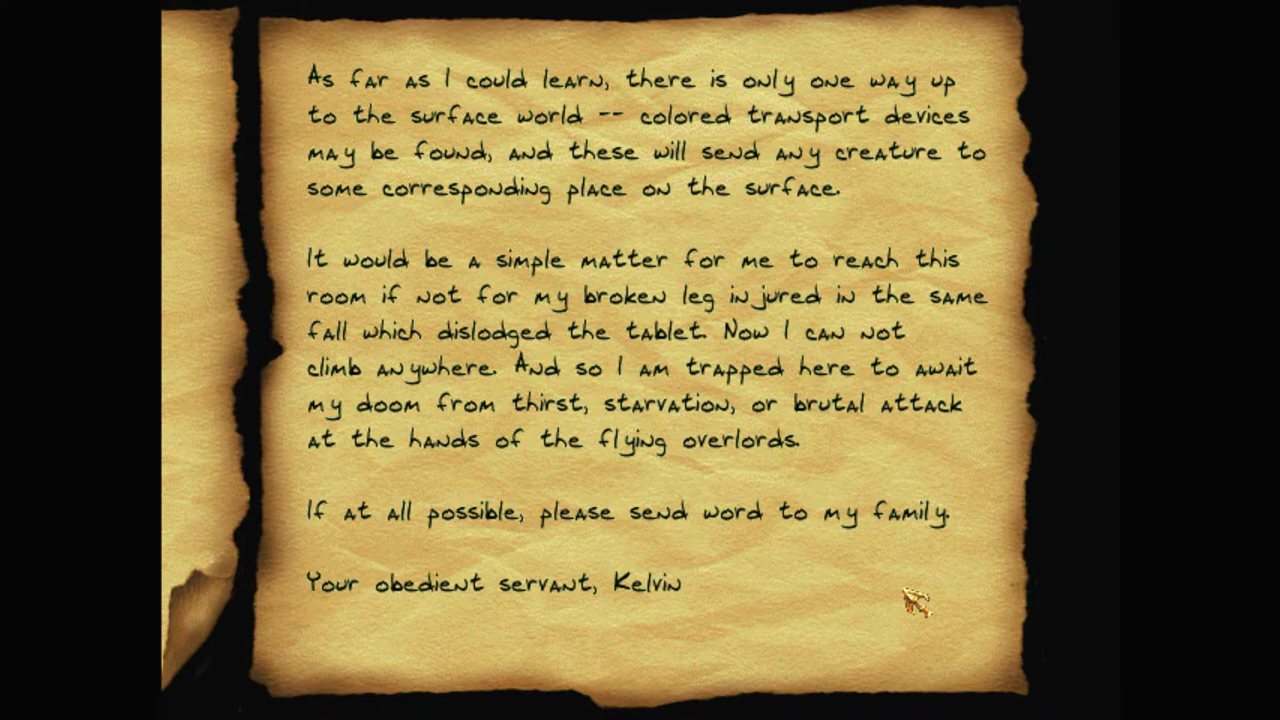 As far as I could learn, there is only one way up
to the surface world -- colored transport devices
may be found, and these will send any creature to
some corresponding place on the surface.
It would be a simple matter for me to reach this
room if not for my broken leg injured in the same
fall which dislodged the tablet. Now I can not
climb anywhere. And so I am trapped here to await
my doom from thirst, starvation, or brutal attack
at the hands of the flying overlords.
If at all possible, please send word to my family.
Your obedient servant, Kelvin